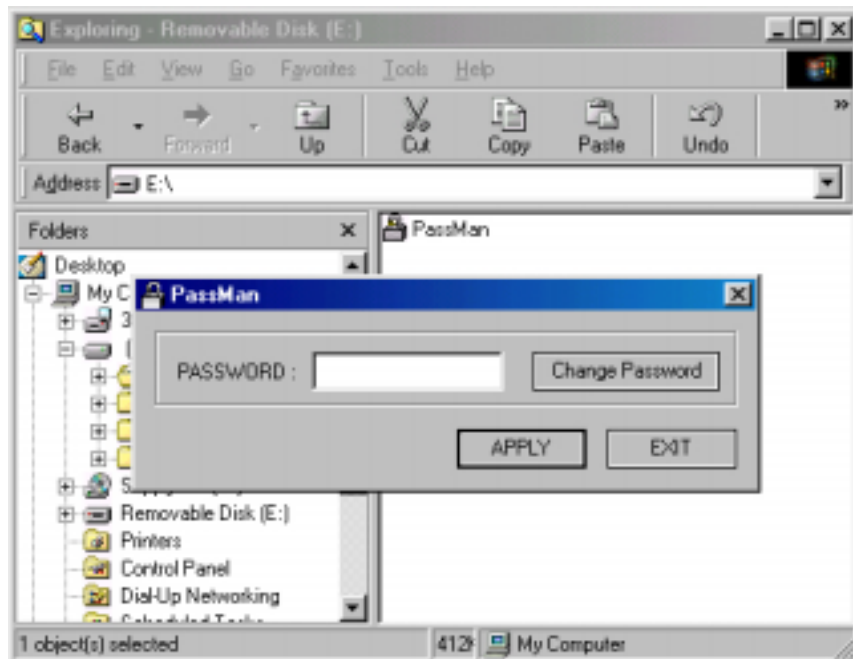 Exploring - Removable Disk (E:)
File Edit View Go Favorites Tools Help
Back Forward Up Cut Copy Paste Undo »
Address E:\
Folders
PassMan
Desktop
My C
3
PassMan
PASSWORD :
Change Password
APPLY
EXIT
Removable Disk (E:)
Printers
Control Panel
Dial-Up Networking
1 object(s) selected
412K
My Computer